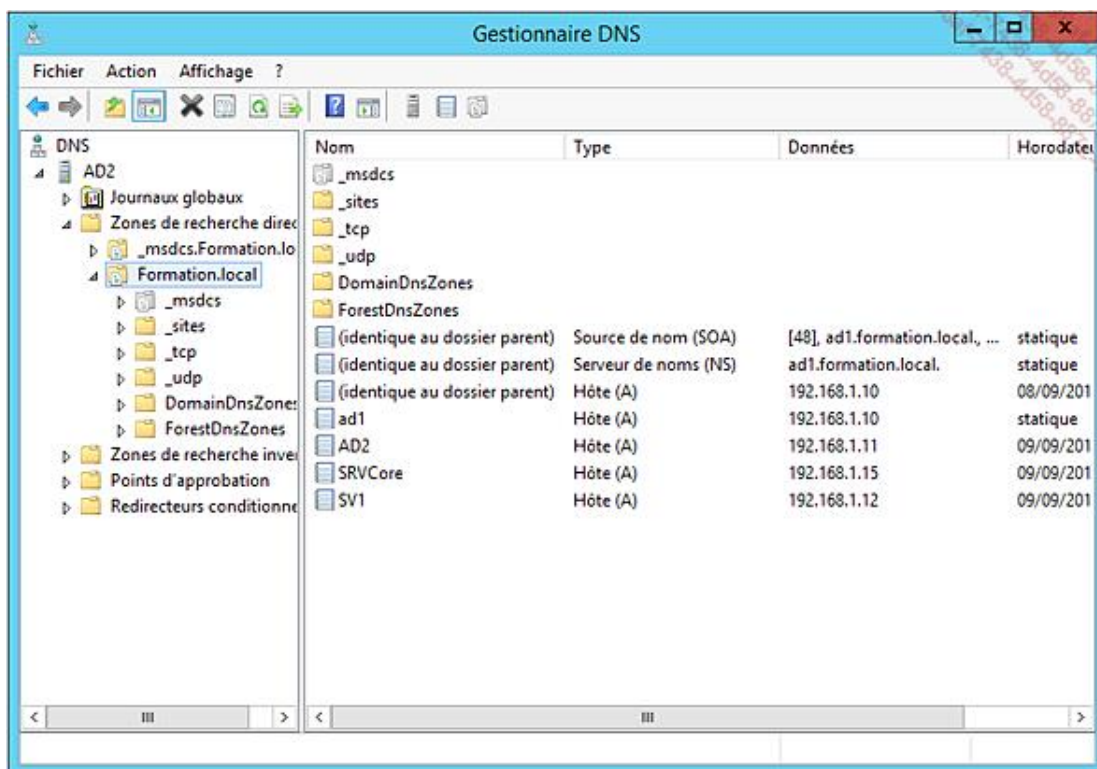 Gestionnaire DNS
Fichier Action Affichage ?
DNS
AD2
Journaux globaux
Zones de recherche direc
_msdcs.Formation.lo
Formation.local
_msdcs
_sites
_tcp
_udp
DomainDnsZones
ForestDnsZones
Zones de recherche inve
Points d'approbation
Redirecteurs conditionne
Nom Type Données Horodateu
_msdcs
_sites
_tcp
_udp
DomainDnsZones
ForestDnsZones
(identique au dossier parent) Source de nom (SOA) [48], ad1.formation.local., ... statique
(identique au dossier parent) Serveur de noms (NS) ad1.formation.local. statique
(identique au dossier parent) Hôte (A) 192.168.1.10 08/09/201
ad1 Hôte (A) 192.168.1.10 statique
AD2 Hôte (A) 192.168.1.11 09/09/201
SRVCore Hôte (A) 192.168.1.15 09/09/201
SV1 Hôte (A) 192.168.1.12 09/09/201